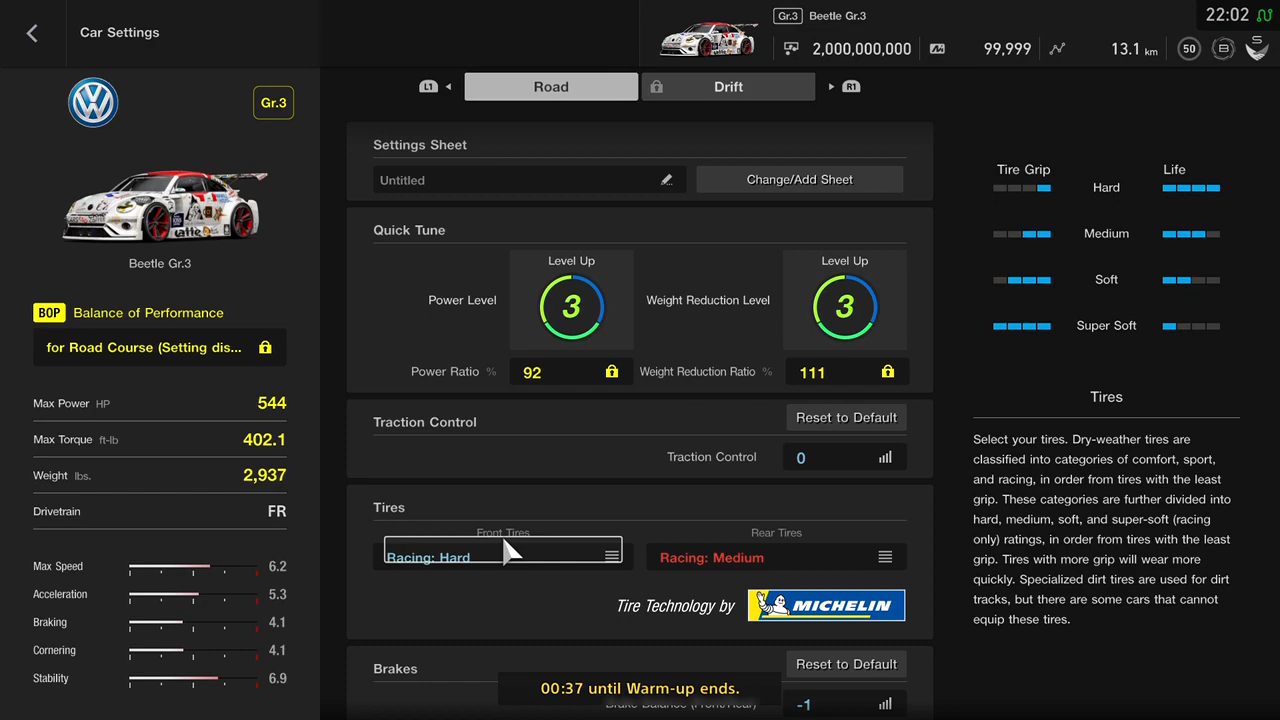 Car Settings
Gr.3 Beetle Gr.3
2,000,000,000 99,999 13.1 km 50 B S
22:02
L1 Road Drift R1
Gr.3
Beetle Gr.3
BOP Balance of Performance
for Road Course (Setting dis...
Max Power HP 544
Max Torque ft-lb 402.1
Weight lbs. 2,937
Drivetrain FR
Max Speed 6.2
Acceleration 5.3
Braking 4.1
Cornering 4.1
Stability 6.9
Settings Sheet
Untitled Change/Add Sheet
Quick Tune
Level Up Level Up
Power Level 3 Weight Reduction Level 3
Power Ratio % 92 Weight Reduction Ratio % 111
Traction Control Reset to Default
Traction Control 0
Tires
Front Tires Rear Tires
Racing: Hard Racing: Medium
Tire Technology by MICHELIN
Brakes Reset to Default
Brake Balance (Front/Rear) -1
00:37 until Warm-up ends.
Tire Grip Life
Hard
Medium
Soft
Super Soft
Tires
Select your tires. Dry-weather tires are
classified into categories of comfort, sport,
and racing, in order from tires with the least
grip. These categories are further divided into
hard, medium, soft, and super-soft (racing
only) ratings, in order from tires with the least
grip. Tires with more grip will wear more
quickly. Specialized dirt tires are used for dirt
tracks, but there are some cars that cannot
equip these tires.